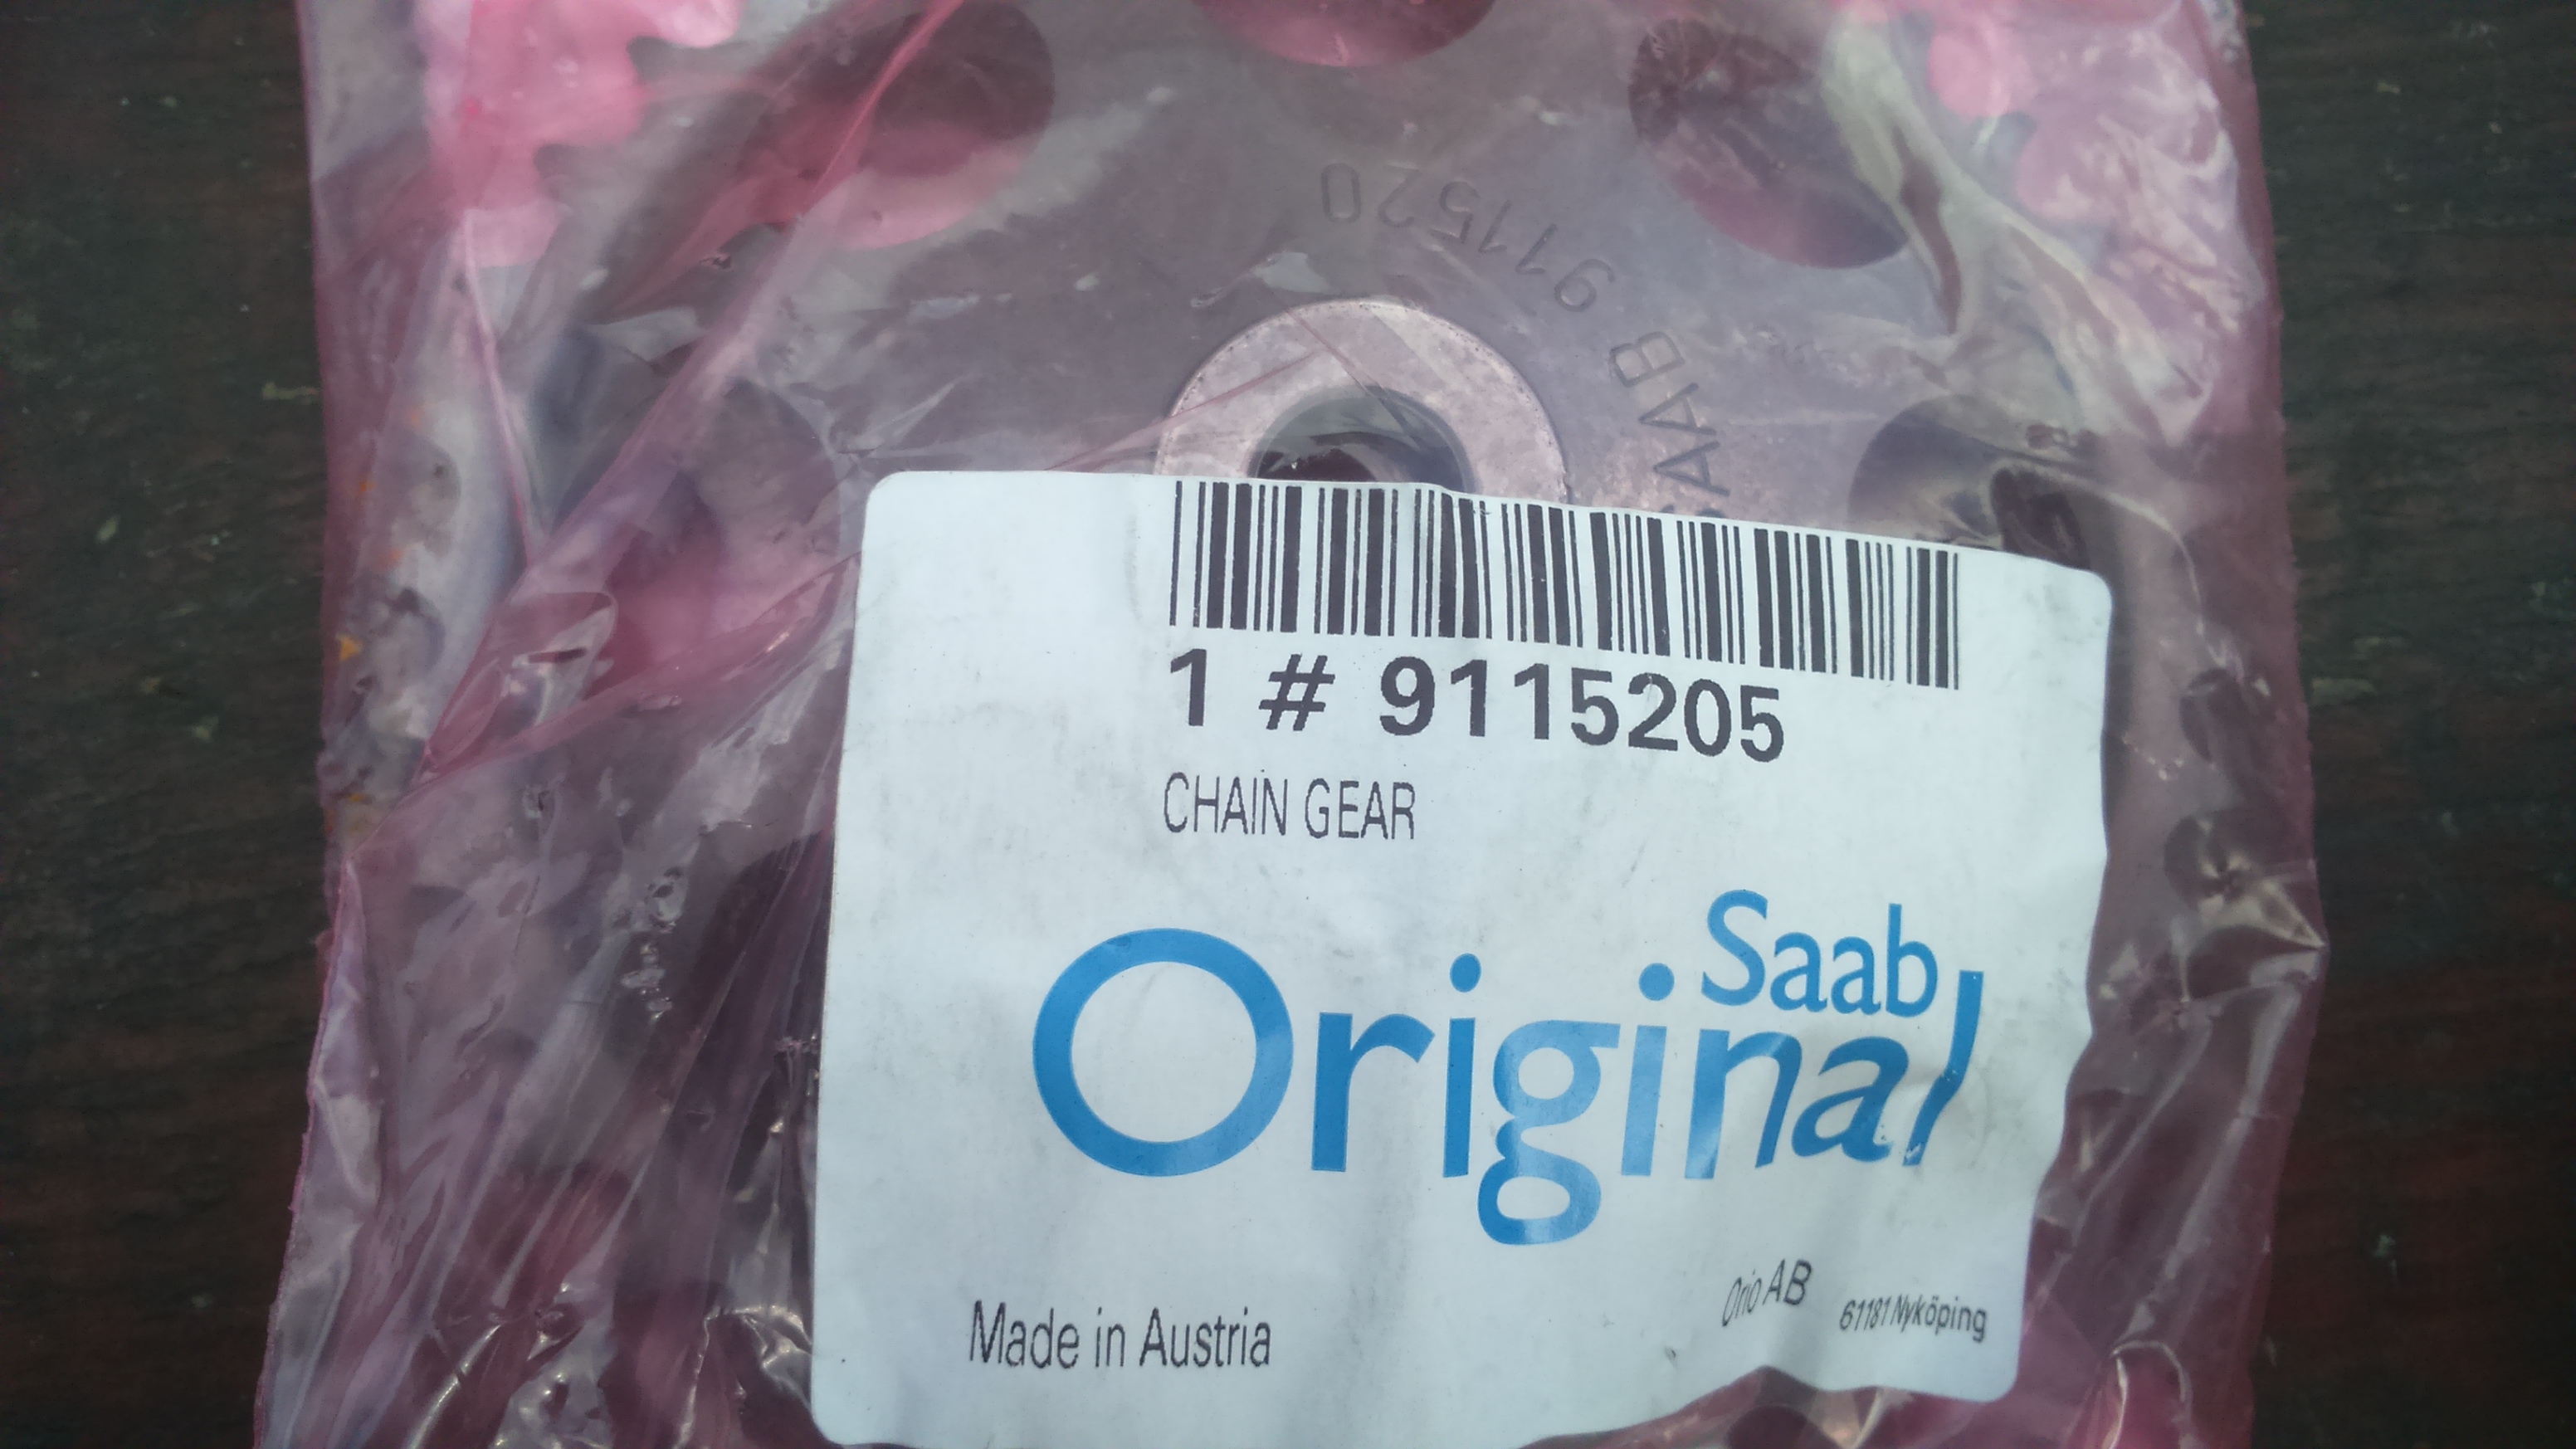 SAAB 911520
1 # 9115205
CHAIN GEAR
Saab
Original
Made in Austria
Orio AB
61181 Nyköping